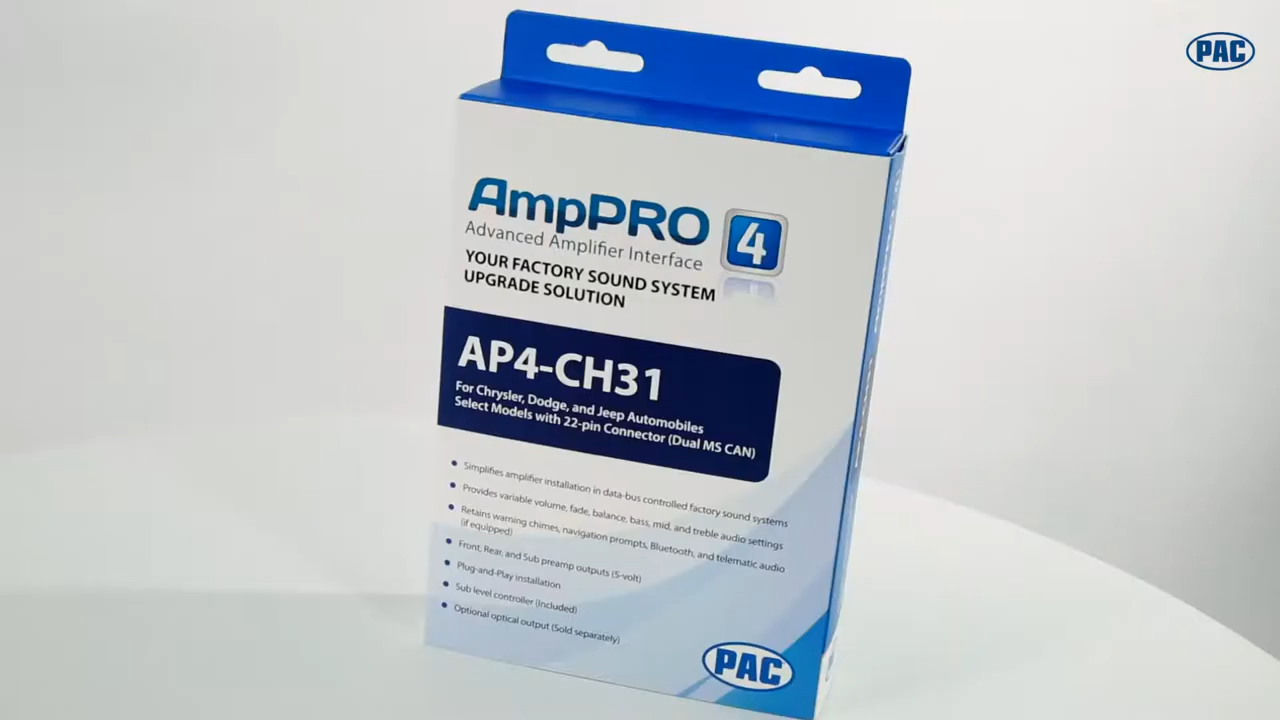 PAC
AmpPRO 4
Advanced Amplifier Interface
YOUR FACTORY SOUND SYSTEM
UPGRADE SOLUTION
AP4-CH31
For Chrysler, Dodge, and Jeep Automobiles
Select Models with 22-pin Connector (Dual MS CAN)
• Simplifies amplifier installation in data-bus controlled factory sound systems
• Provides variable volume, fade, balance, bass, mid, and treble audio settings
• Retains warning chimes, navigation prompts, Bluetooth, and telematic audio
(if equipped)
• Front, Rear, and Sub preamp outputs (5-volt)
• Plug-and-Play installation
• Sub level controller (Included)
• Optional optical output (Sold separately)
PAC